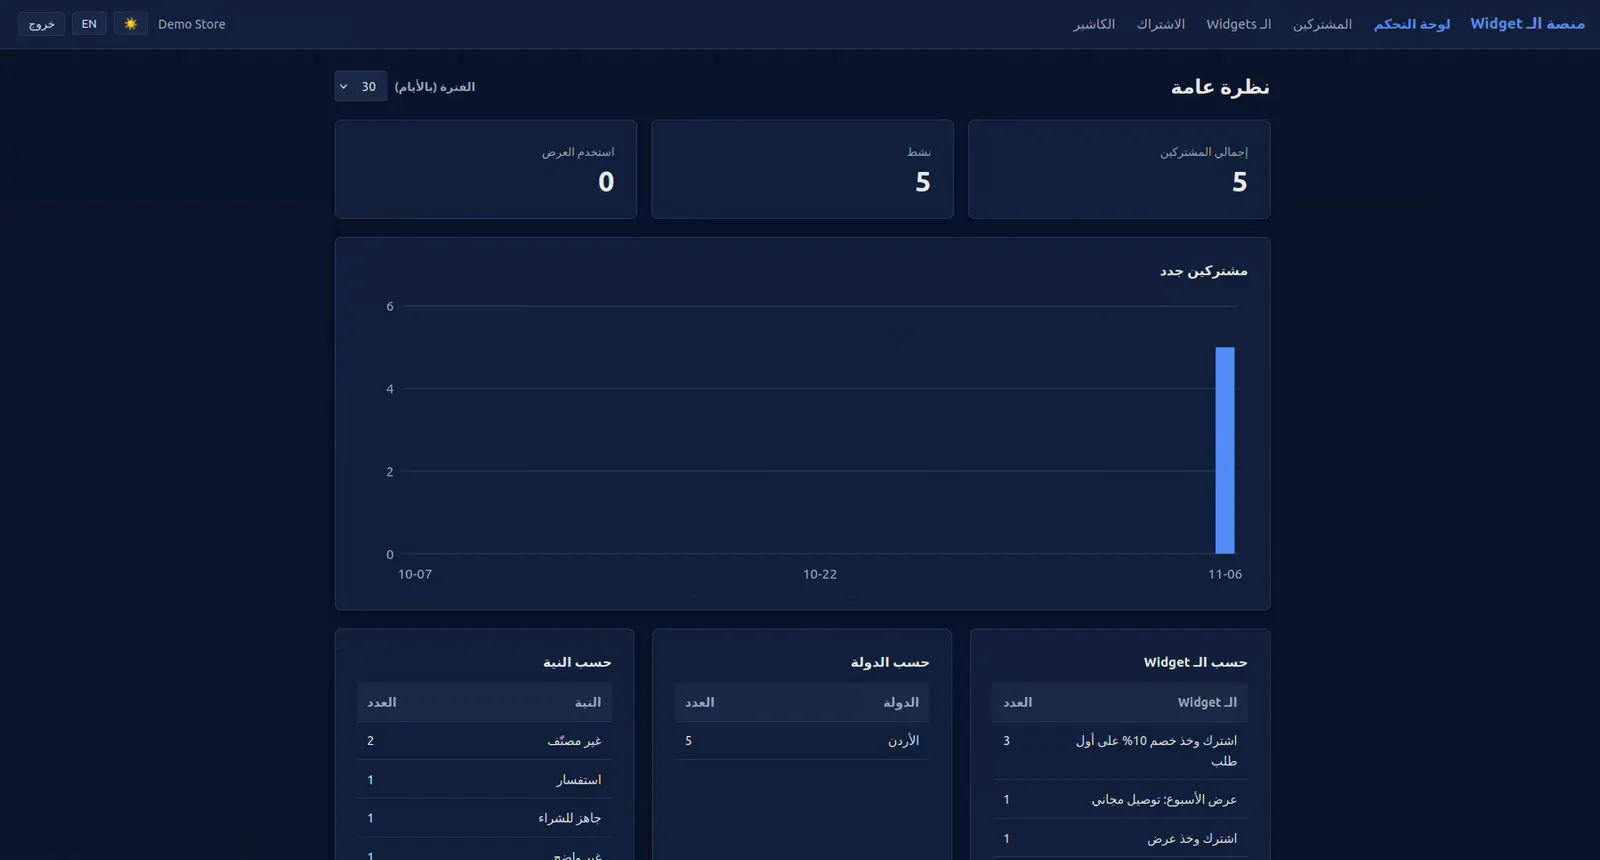 منصة الـ Widget
لوحة التحكم
المشتركين
الـ Widgets
الاشتراك
الكاشير
Demo Store
EN
خروج
نظرة عامة
الفترة (بالأيام)
30
إجمالي المشتركين
5
نشط
5
استخدم العرض
0
مشتركين جدد
6
4
2
0
10-07
10-22
11-06
حسب الـ Widget
الـ Widget
العدد
اشترك وخذ خصم 10% على أول
طلب
3
عرض الأسبوع: توصيل مجاني
1
اشترك وخذ عرض
1
حسب الدولة
الدولة
العدد
الأردن
5
حسب النية
النية
العدد
غير مصنّف
2
استفسار
1
جاهز للشراء
1
غير واضح
1